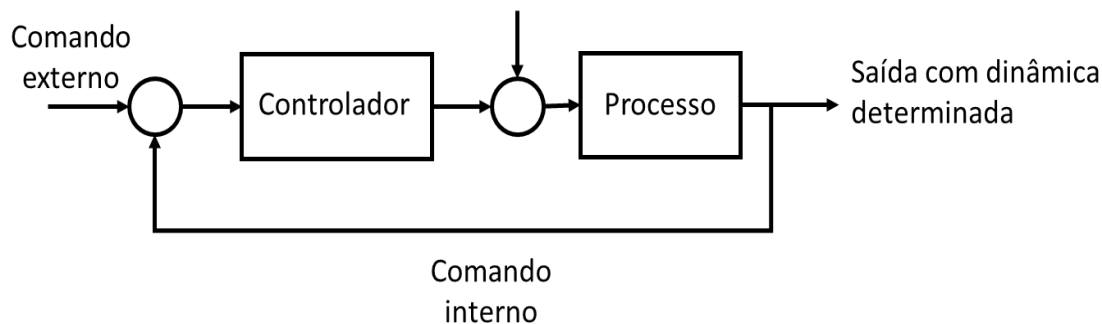 Comando
externo
Controlador
Processo
Saída com dinâmica
determinada
Comando
interno